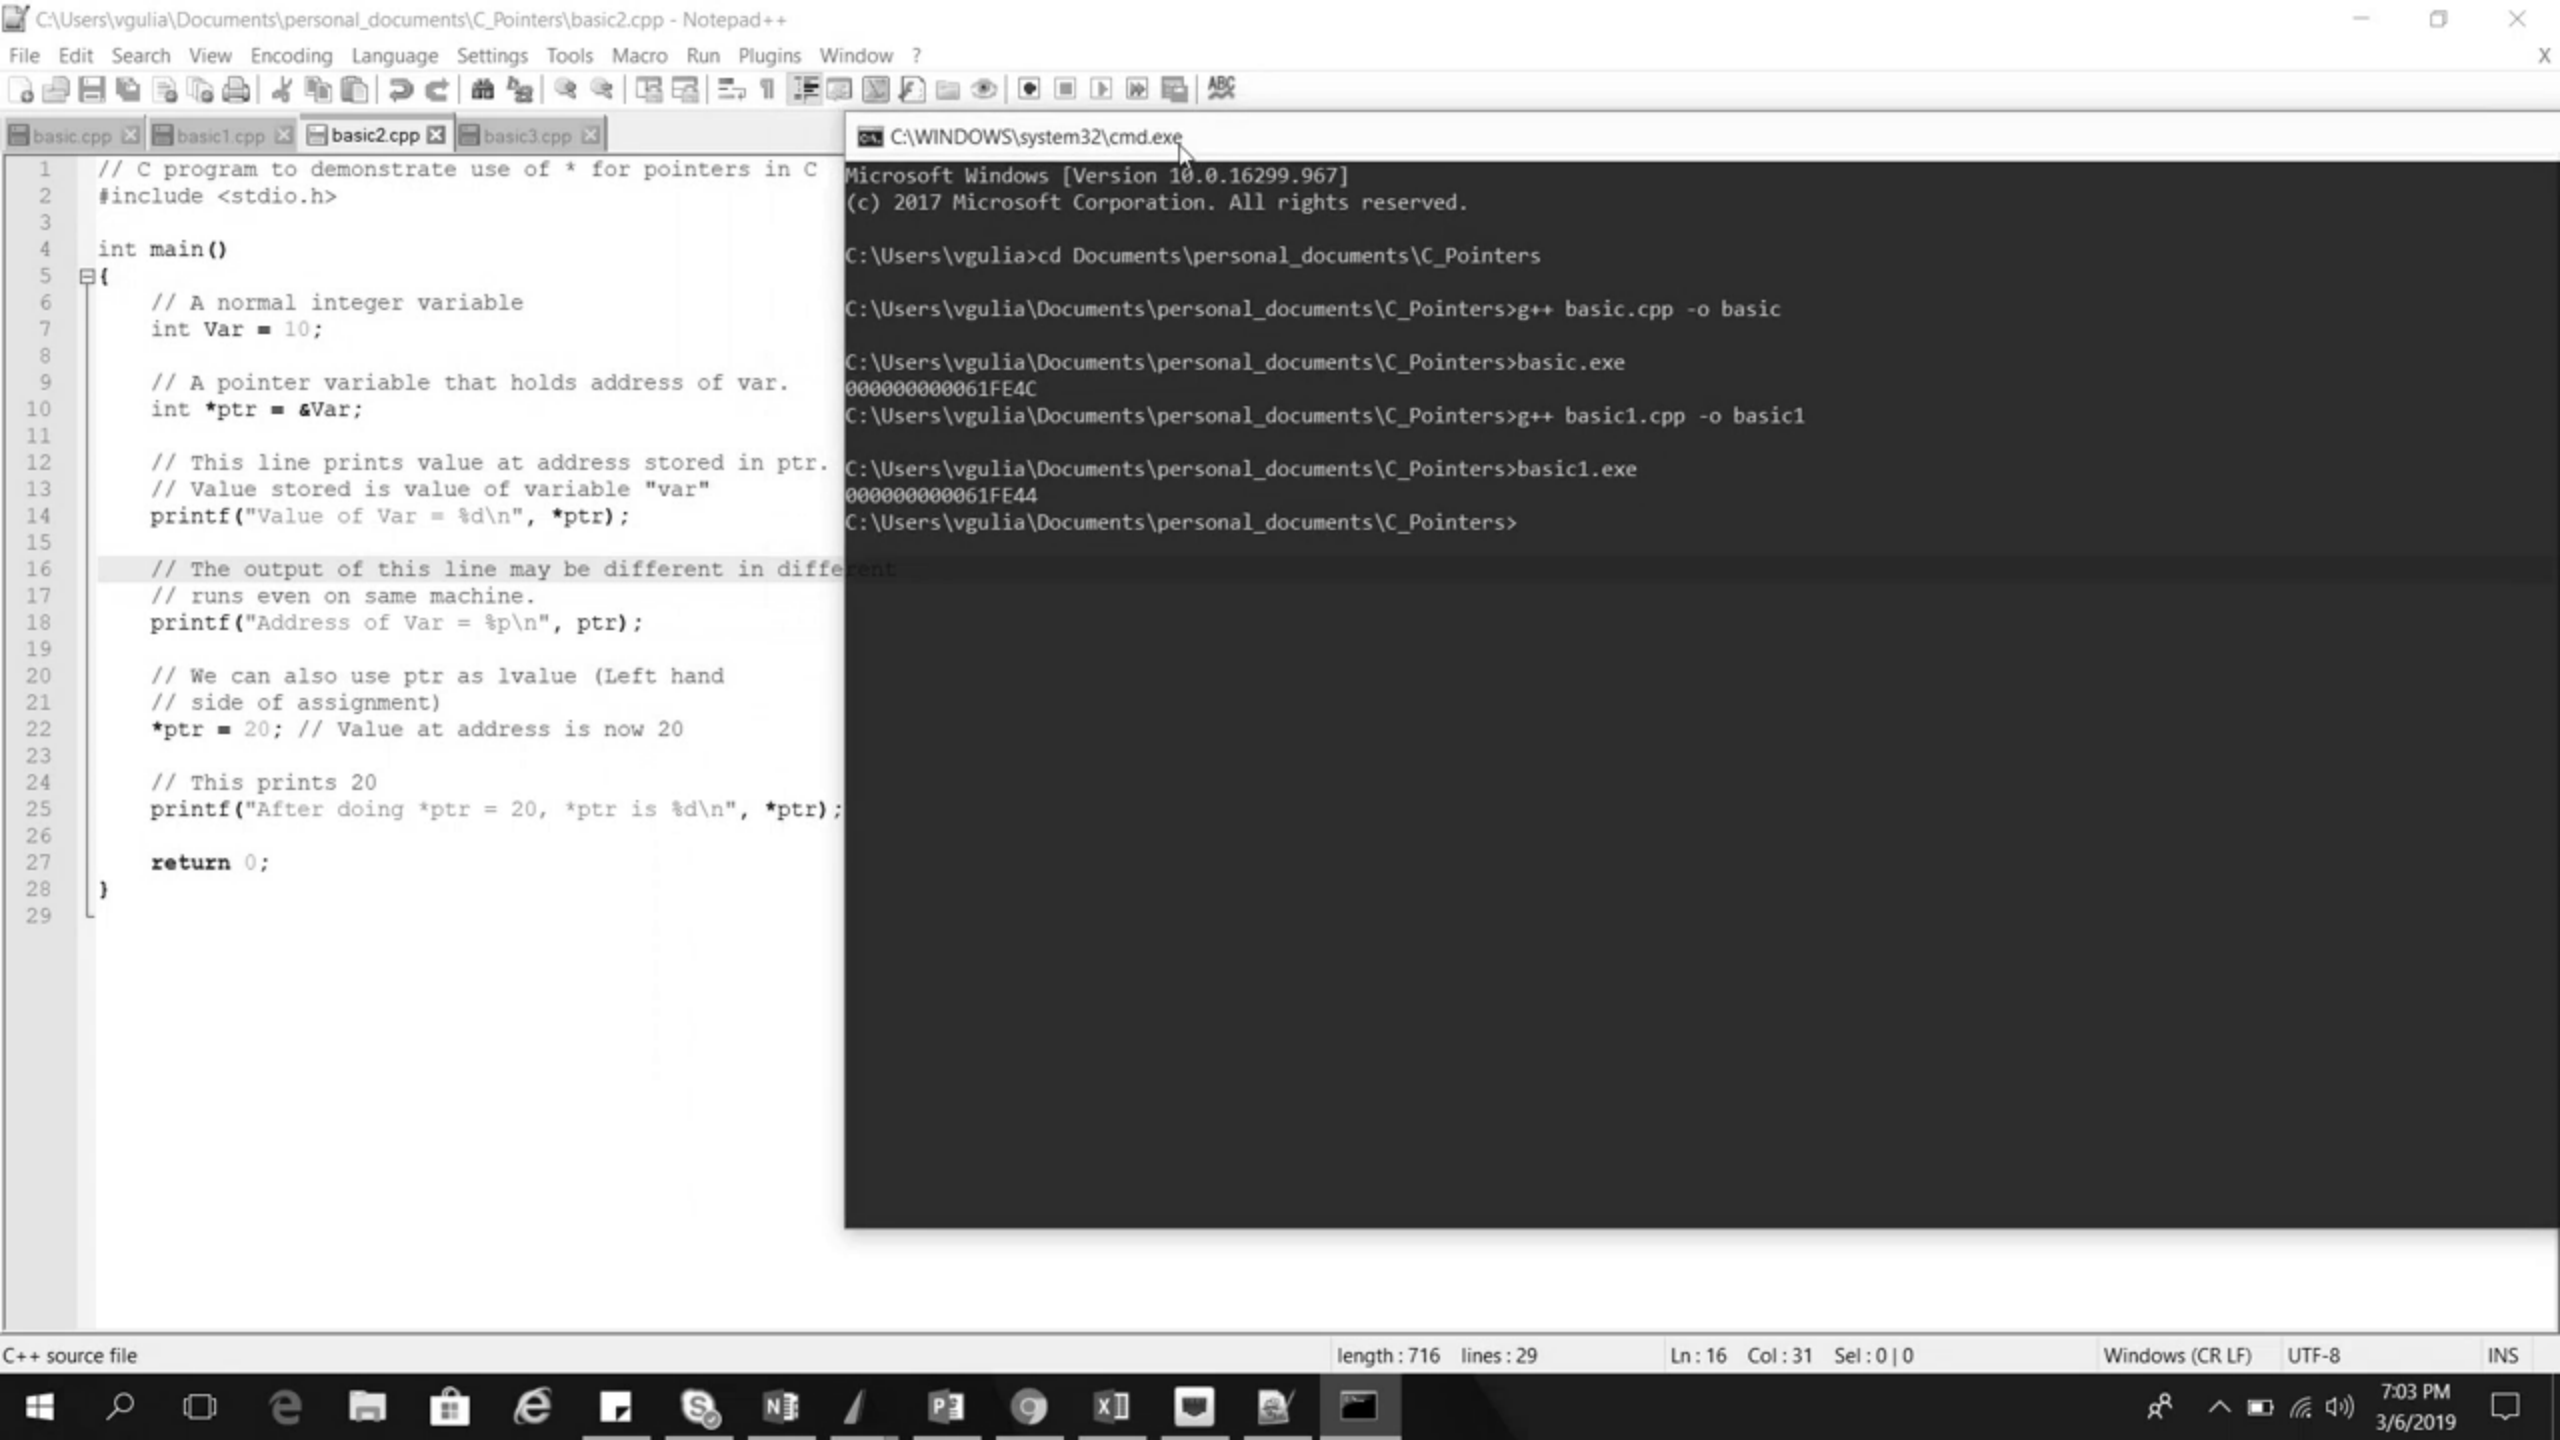 C:\Users\vgulia\Documents\personal_documents\C_Pointers\basic2.cpp - Notepad++
File Edit Search View Encoding Language Settings Tools Macro Run Plugins Window ? X
ABC
basic.cpp basic1.cpp basic2.cpp basic3.cpp
1 // C program to demonstrate use of * for pointers in C
2 #include <stdio.h>
3
4 int main()
5 {
6 // A normal integer variable
7 int Var = 10;
8
9 // A pointer variable that holds address of var.
10 int *ptr = &Var;
11
12 // This line prints value at address stored in ptr.
13 // Value stored is value of variable "var"
14 printf("Value of Var = %d\n", *ptr);
15
16 // The output of this line may be different in different
17 // runs even on same machine.
18 printf("Address of Var = %p\n", ptr);
19
20 // We can also use ptr as lvalue (Left hand
21 // side of assignment)
22 *ptr = 20; // Value at address is now 20
23
24 // This prints 20
25 printf("After doing *ptr = 20, *ptr is %d\n", *ptr);
26
27 return 0;
28 }
29
C:\WINDOWS\system32\cmd.exe
Microsoft Windows [Version 10.0.16299.967]
(c) 2017 Microsoft Corporation. All rights reserved.
C:\Users\vgulia>cd Documents\personal_documents\C_Pointers
C:\Users\vgulia\Documents\personal_documents\C_Pointers>g++ basic.cpp -o basic
C:\Users\vgulia\Documents\personal_documents\C_Pointers>basic.exe
000000000061FE4C
C:\Users\vgulia\Documents\personal_documents\C_Pointers>g++ basic1.cpp -o basic1
C:\Users\vgulia\Documents\personal_documents\C_Pointers>basic1.exe
000000000061FE44
C:\Users\vgulia\Documents\personal_documents\C_Pointers>
C++ source file length : 716 lines : 29 Ln : 16 Col : 31 Sel : 0 | 0 Windows (CR LF) UTF-8 INS
7:03 PM
3/6/2019